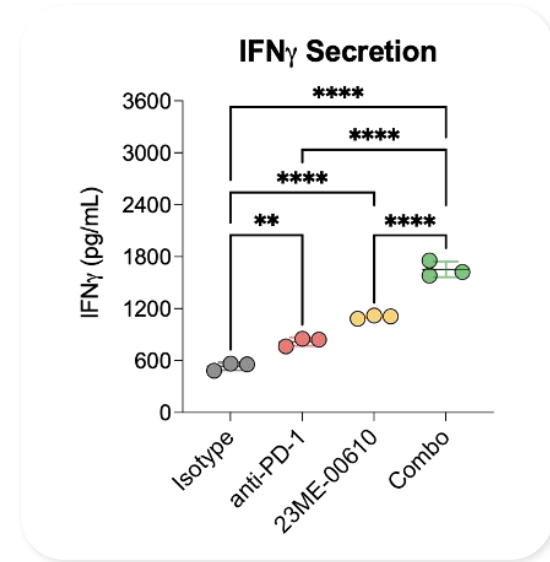 IFNγ Secretion
IFNγ (pg/mL)
3600
3000
2400
1800
1200
600
0
****
****
****
**
****
Isotype
anti-PD-1
23ME-00610
Combo